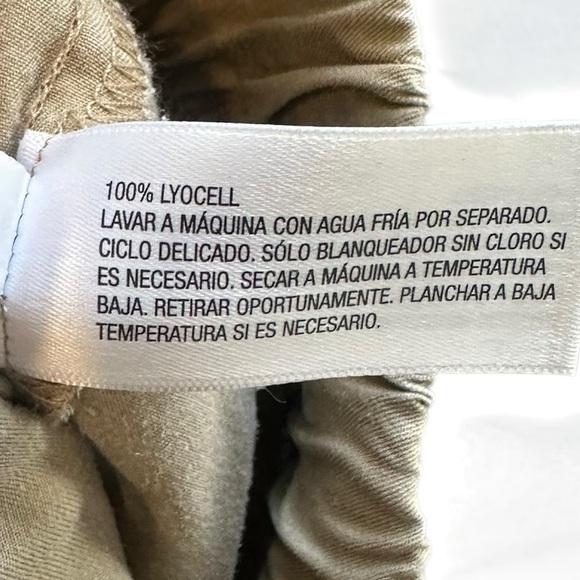 100% LYOCELL
LAVAR A MÁQUINA CON AGUA FRÍA POR SEPARADO.
CICLO DELICADO. SÓLO BLANQUEADOR SIN CLORO SI
ES NECESARIO. SECAR A MÁQUINA A TEMPERATURA
BAJA. RETIRAR OPORTUNAMENTE. PLANCHAR A BAJA
TEMPERATURA SI ES NECESARIO.